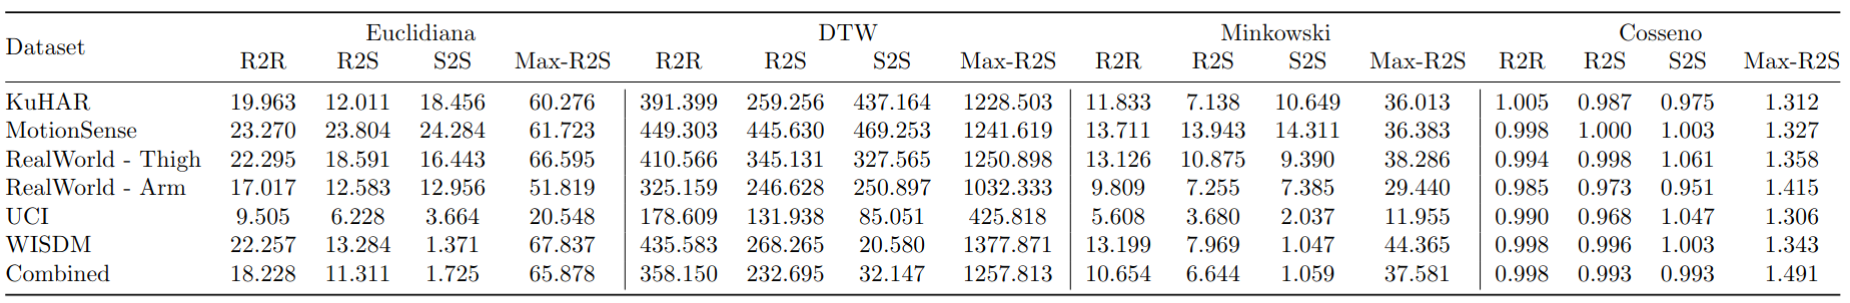 Dataset Euclidiana DTW Minkowski Cosseno
R2R R2S S2S Max-R2S R2R R2S S2S Max-R2S R2R R2S S2S Max-R2S R2R R2S S2S Max-R2S
KuHAR 19.963 12.011 18.456 60.276 391.399 259.256 437.164 1228.503 11.833 7.138 10.649 36.013 1.005 0.987 0.975 1.312
MotionSense 23.270 23.804 24.284 61.723 449.303 445.630 469.253 1241.619 13.711 13.943 14.311 36.383 0.998 1.000 1.003 1.327
RealWorld - Thigh 22.295 18.591 16.443 66.595 410.566 345.131 327.565 1250.898 13.126 10.875 9.390 38.286 0.994 0.998 1.061 1.358
RealWorld - Arm 17.017 12.583 12.956 51.819 325.159 246.628 250.897 1032.333 9.809 7.255 7.385 29.440 0.985 0.973 0.951 1.415
UCI 9.505 6.228 3.664 20.548 178.609 131.938 85.051 425.818 5.608 3.680 2.037 11.955 0.990 0.968 1.047 1.306
WISDM 22.257 13.284 1.371 67.837 435.583 268.265 20.580 1377.871 13.199 7.969 1.047 44.365 0.998 0.996 1.003 1.343
Combined 18.228 11.311 1.725 65.878 358.150 232.695 32.147 1257.813 10.654 6.644 1.059 37.581 0.998 0.993 0.993 1.491